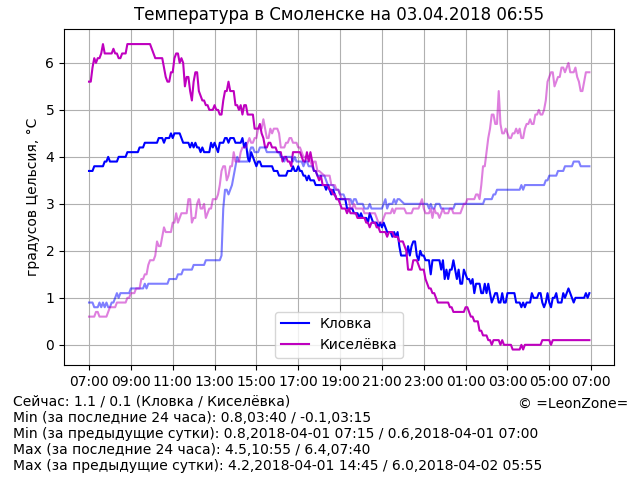 Температура в Смоленске на 03.04.2018 06:55
градусов Цельсия, °C
6
5
4
3
2
1
0
Кловка
Киселёвка
07:00 09:00 11:00 13:00 15:00 17:00 19:00 21:00 23:00 01:00 03:00 05:00 07:00
Сейчас: 1.1 / 0.1 (Кловка / Киселёвка)
© =LeonZone=
Min (за последние 24 часа): 0.8,03:40 / -0.1,03:15
Min (за предыдущие сутки): 0.8,2018-04-01 07:15 / 0.6,2018-04-01 07:00
Max (за последние 24 часа): 4.5,10:55 / 6.4,07:40
Max (за предыдущие сутки): 4.2,2018-04-01 14:45 / 6.0,2018-04-02 05:55